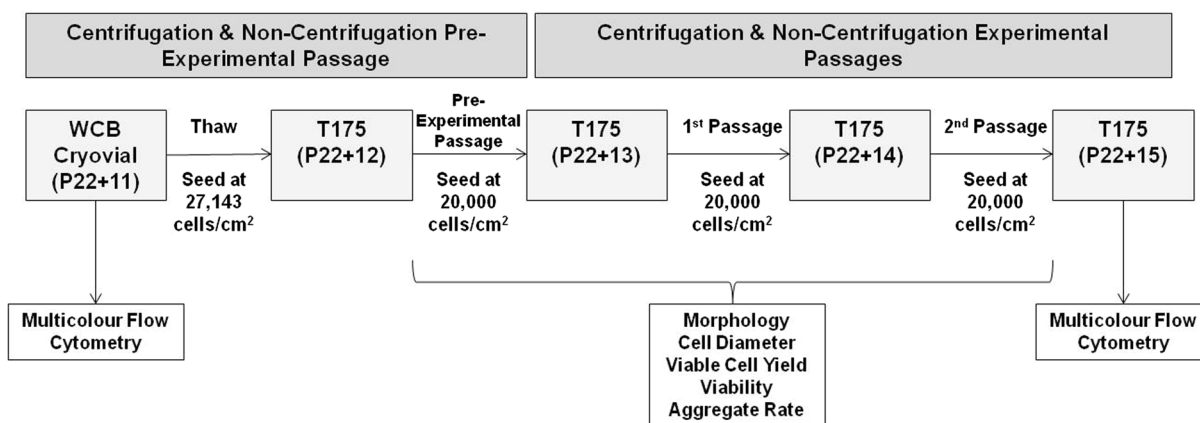 Centrifugation & Non-Centrifugation Pre-
Experimental Passage
Centrifugation & Non-Centrifugation Experimental
Passages
WCB
Cryovial
(P22+11)
Thaw
Seed at
27,143
cells/cm²
T175
(P22+12)
Pre-
Experimental
Passage
Seed at
20,000
cells/cm²
T175
(P22+13)
1st Passage
Seed at
20,000
cells/cm²
T175
(P22+14)
2nd Passage
Seed at
20,000
cells/cm²
T175
(P22+15)
Multicolour Flow
Cytometry
Morphology
Cell Diameter
Viable Cell Yield
Viability
Aggregate Rate
Multicolour Flow
Cytometry